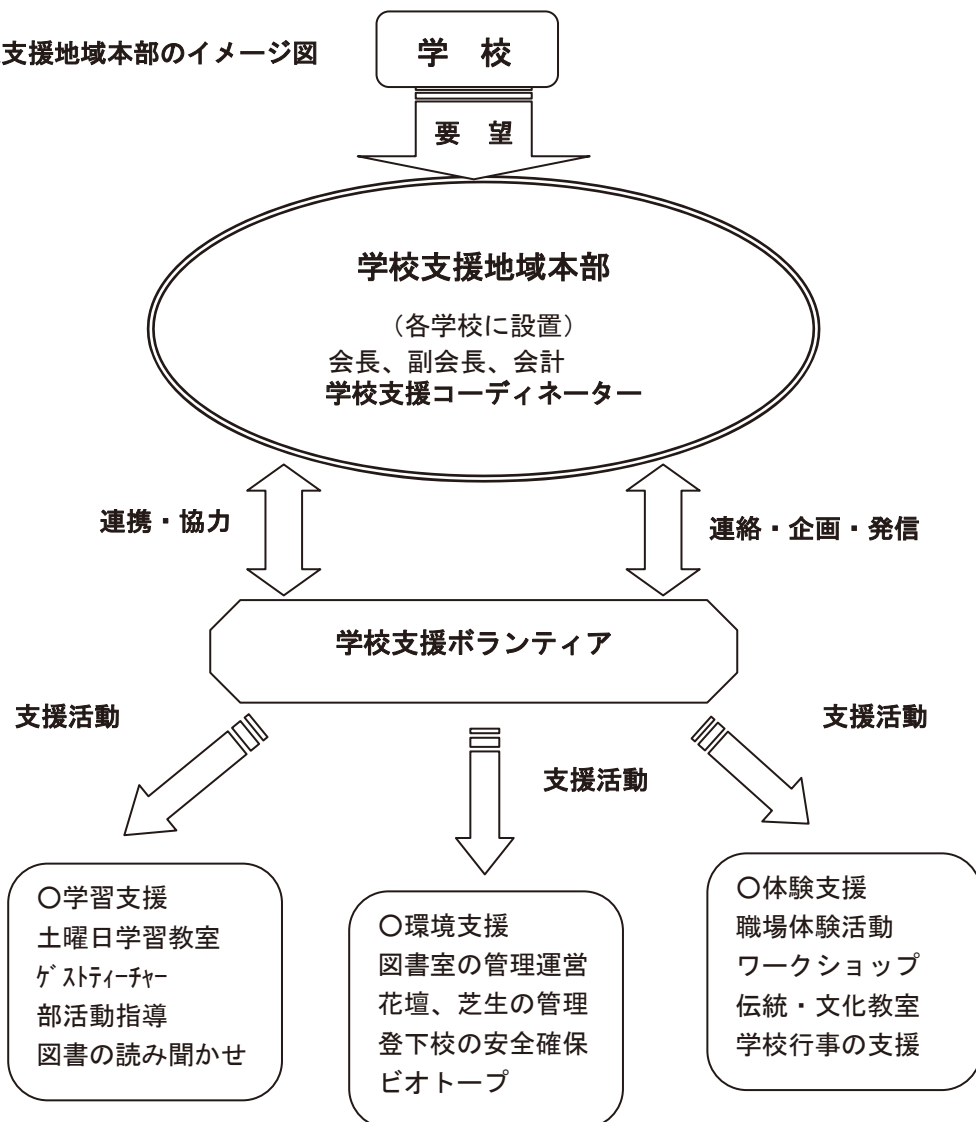 支援地域本部のイメージ図
学 校
要 望
学校支援地域本部
（各学校に設置）
会長、副会長、会計
学校支援コーディネーター
連携・協力
連絡・企画・発信
学校支援ボランティア
支援活動
支援活動
支援活動
○学習支援
土曜日学習教室
ｹﾞｽﾄﾃｨｰﾁｬｰ
部活動指導
図書の読み聞かせ
○環境支援
図書室の管理運営
花壇、芝生の管理
登下校の安全確保
ビオトープ
○体験支援
職場体験活動
ワークショップ
伝統・文化教室
学校行事の支援